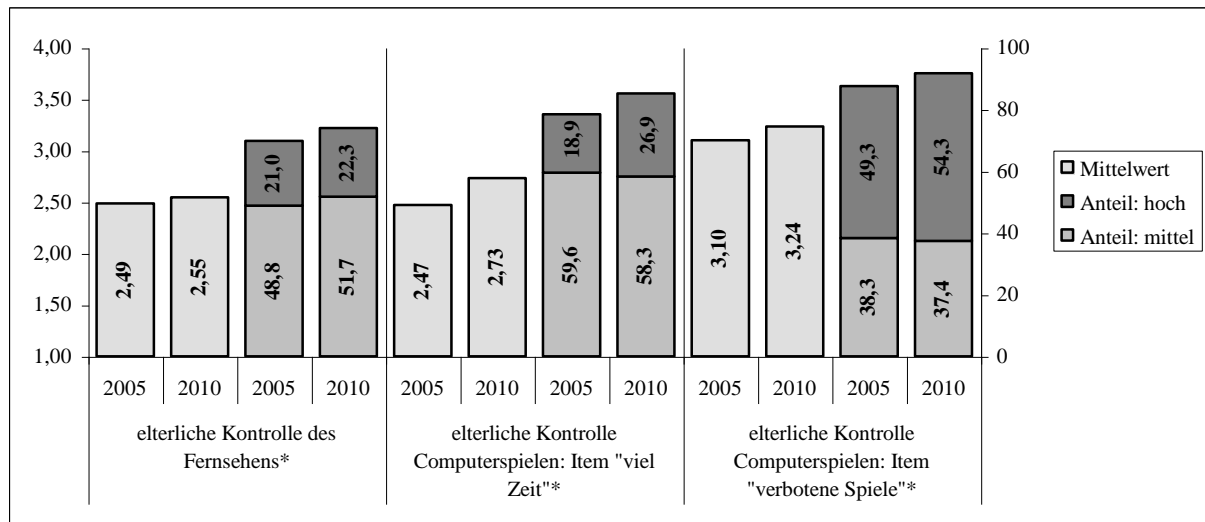 4,00
3,50
3,00
2,50
2,00
1,50
1,00
100
80
60
40
20
0
2,49
2,55
48,8
21,0
51,7
22,3
2,47
2,73
59,6
18,9
58,3
26,9
3,10
3,24
38,3
49,3
37,4
54,3
2005 2010 2005 2010 2005 2010 2005 2010 2005 2010 2005 2010
elterliche Kontrolle des
Fernsehens*
elterliche Kontrolle
Computerspielen: Item "viel
Zeit"*
elterliche Kontrolle
Computerspielen: Item
"verbotene Spiele"*
Mittelwert
Anteil: hoch
Anteil: mittel